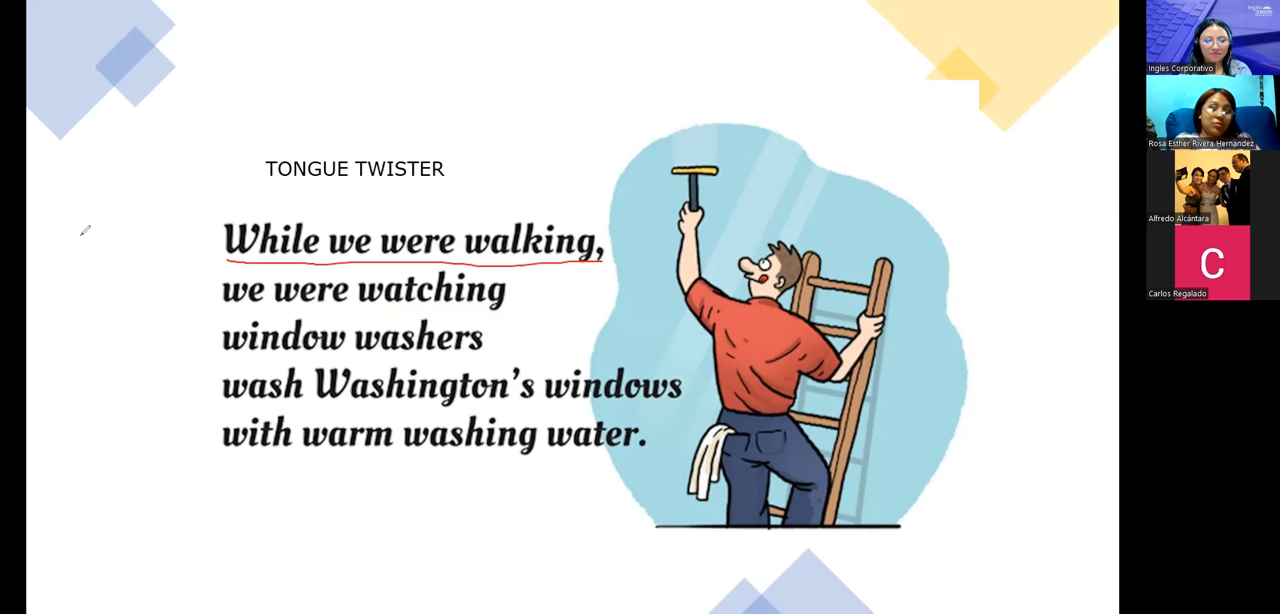 TONGUE TWISTER
While we were walking,
we were watching
window washers
wash Washington's windows
with warm washing water.
Ingles Corporativo
Rosa Esther Rivera Hernandez
Alfredo Alcántara
C
Carlos Regalado